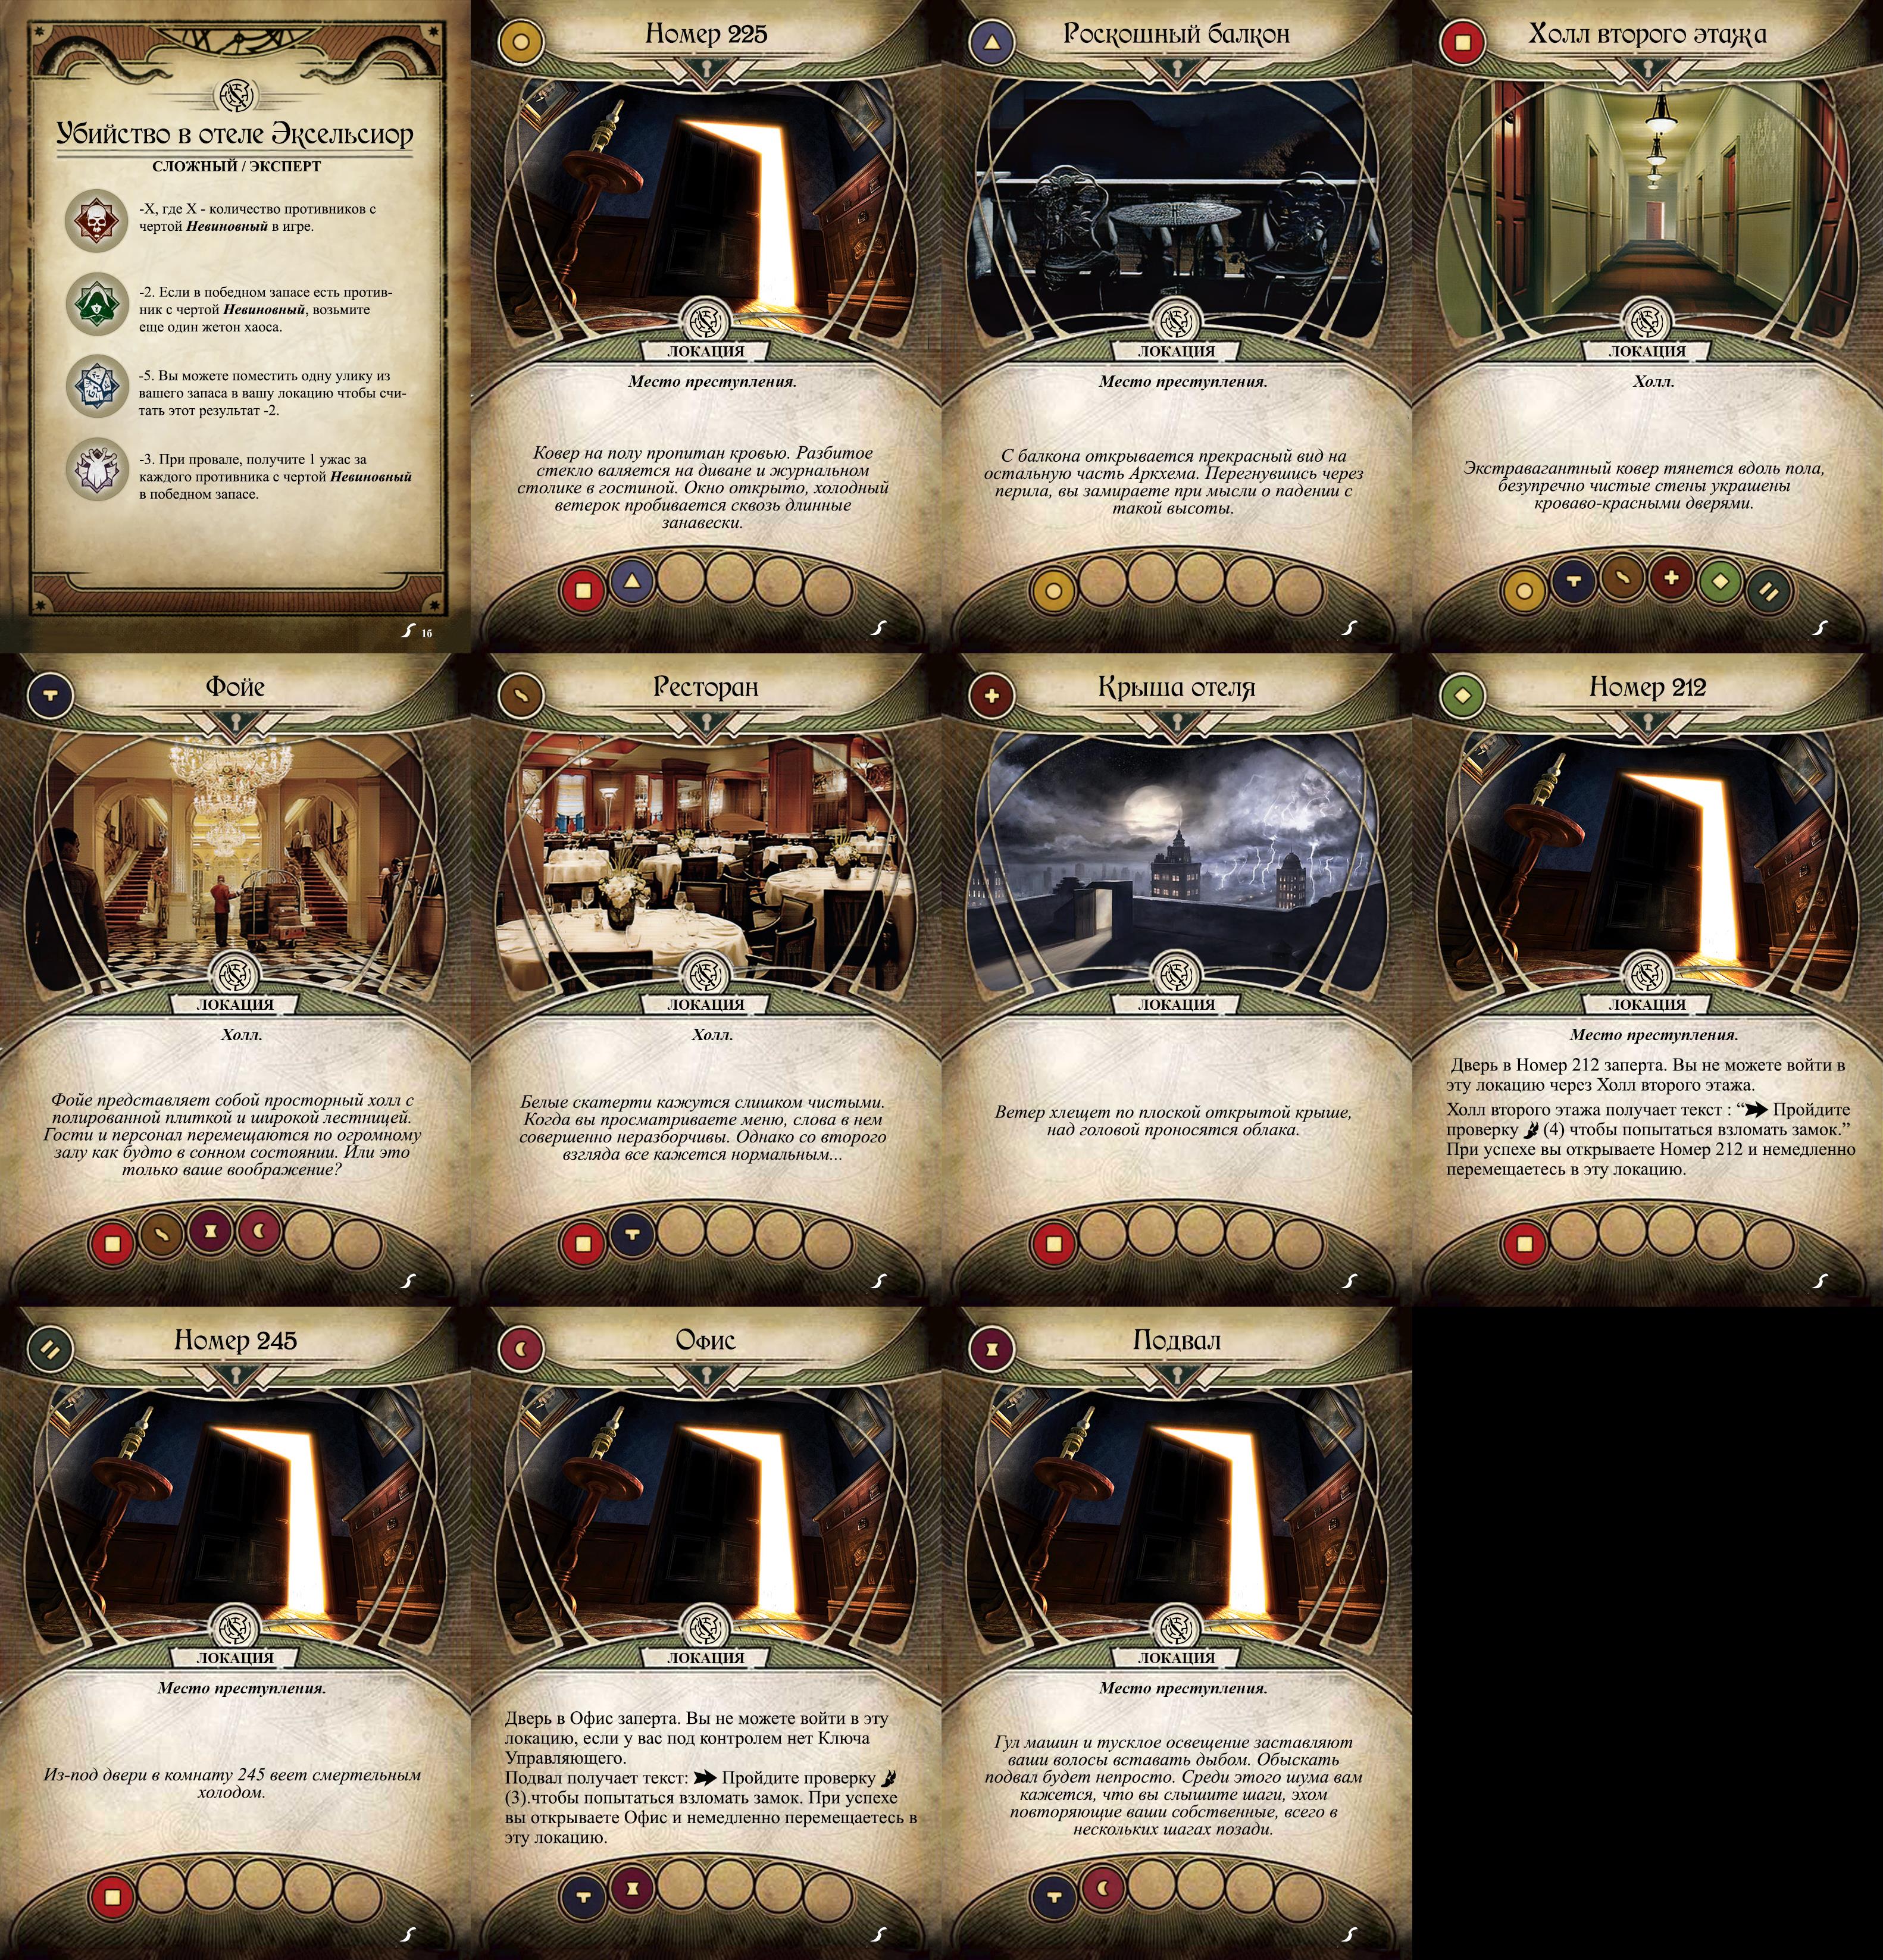 Убийство в отеле Эксельсиор
СЛОЖНЫЙ / ЭКСПЕРТ
-X, где X - количество противников с
чертой Невиновный в игре.
-2. Если в победном запасе есть против-
ник с чертой Невиновный, возьмите
еще один жетон хаоса.
-5. Вы можете поместить одну улику из
вашего запаса в вашу локацию чтобы счи-
тать этот результат -2.
-3. При провале, получите 1 ужас за
каждого противника с чертой Невиновный
в победном запасе.
16
Номер 225
ЛОКАЦИЯ
Место преступления.
Ковер на полу пропитан кровью. Разбитое
стекло валяется на диване и журнальном
столике в гостиной. Окно открыто, холодный
ветерок пробивается сквозь длинные
занавески.
Роскошный балкон
ЛОКАЦИЯ
Место преступления.
С балкона открывается прекрасный вид на
остальную часть Аркхема. Перегнувшись через
перила, вы замираете при мысли о падении с
такой высоты.
Холл второго этажа
ЛОКАЦИЯ
Холл.
Экстравагантный ковер тянется вдоль пола,
безупречно чистые стены украшены
кроваво-красными дверями.
Фойе
ЛОКАЦИЯ
Холл.
Фойе представляет собой просторный холл с
полированной плиткой и широкой лестницей.
Гости и персонал перемещаются по огромному
залу как будто в сонном состоянии. Или это
только ваше воображение?
Ресторан
ЛОКАЦИЯ
Холл.
Белые скатерти кажутся слишком чистыми.
Когда вы просматриваете меню, слова в нем
совершенно неразборчивы. Однако со второго
взгляда все кажется нормальным...
Крыша отеля
ЛОКАЦИЯ
Ветер хлещет по плоской открытой крыше,
над головой проносятся облака.
Номер 212
ЛОКАЦИЯ
Место преступления.
Дверь в Номер 212 заперта. Вы не можете войти в
эту локацию через Холл второго этажа.
Холл второго этажа получает текст : “ Пройдите
проверку (4) чтобы попытаться взломать замок.”
При успехе вы открываете Номер 212 и немедленно
перемещаетесь в эту локацию.
Номер 245
ЛОКАЦИЯ
Место преступления.
Из-под двери в комнату 245 веет смертельным
холодом.
Офис
ЛОКАЦИЯ
Место преступления.
Дверь в Офис заперта. Вы не можете войти в эту
локацию, если у вас под контролем нет Ключа
Управляющего.
Подвал получает текст: Пройдите проверку
(3).чтобы попытаться взломать замок. При успехе
вы открываете Офис и немедленно перемещаетесь в
эту локацию.
Подвал
ЛОКАЦИЯ
Место преступления.
Гул машин и тусклое освещение заставляют
ваши волосы вставать дыбом. Обыскать
подвал будет непросто. Среди этого шума вам
кажется, что вы слышите шаги, эхом
повторяющие ваши собственные, всего в
нескольких шагах позади.